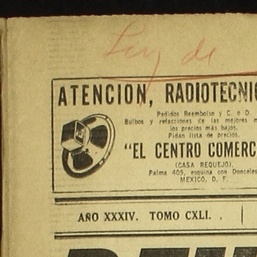 Ley de
ATENCION, RADIOTECNIC
Pedidos Reembolso y C. o D.
Bulbos y refacciones de las mejores m
los precios más bajos.
Pidan lista de precios.
"EL CENTRO COMERC
(CASA REQUEJO).
Palma 405, esquina con Donceles
MEXICO, D. F.
AÑO XXXIV. TOMO CXLI.